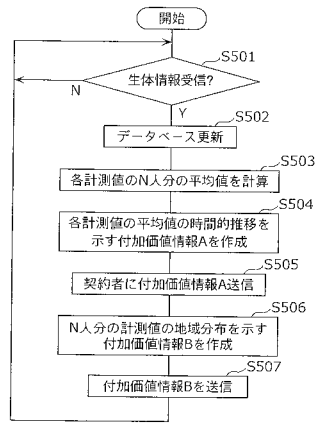 開始
S501
生体情報受信?
N
Y
S502
データベース更新
S503
各計測値のN人分の平均値を計算
S504
各計測値の平均値の時間的推移を
示す付加価値情報Aを作成
S505
契約者に付加価値情報A送信
S506
N人分の計測値の地域分布を示す
付加価値情報Bを作成
S507
付加価値情報Bを送信